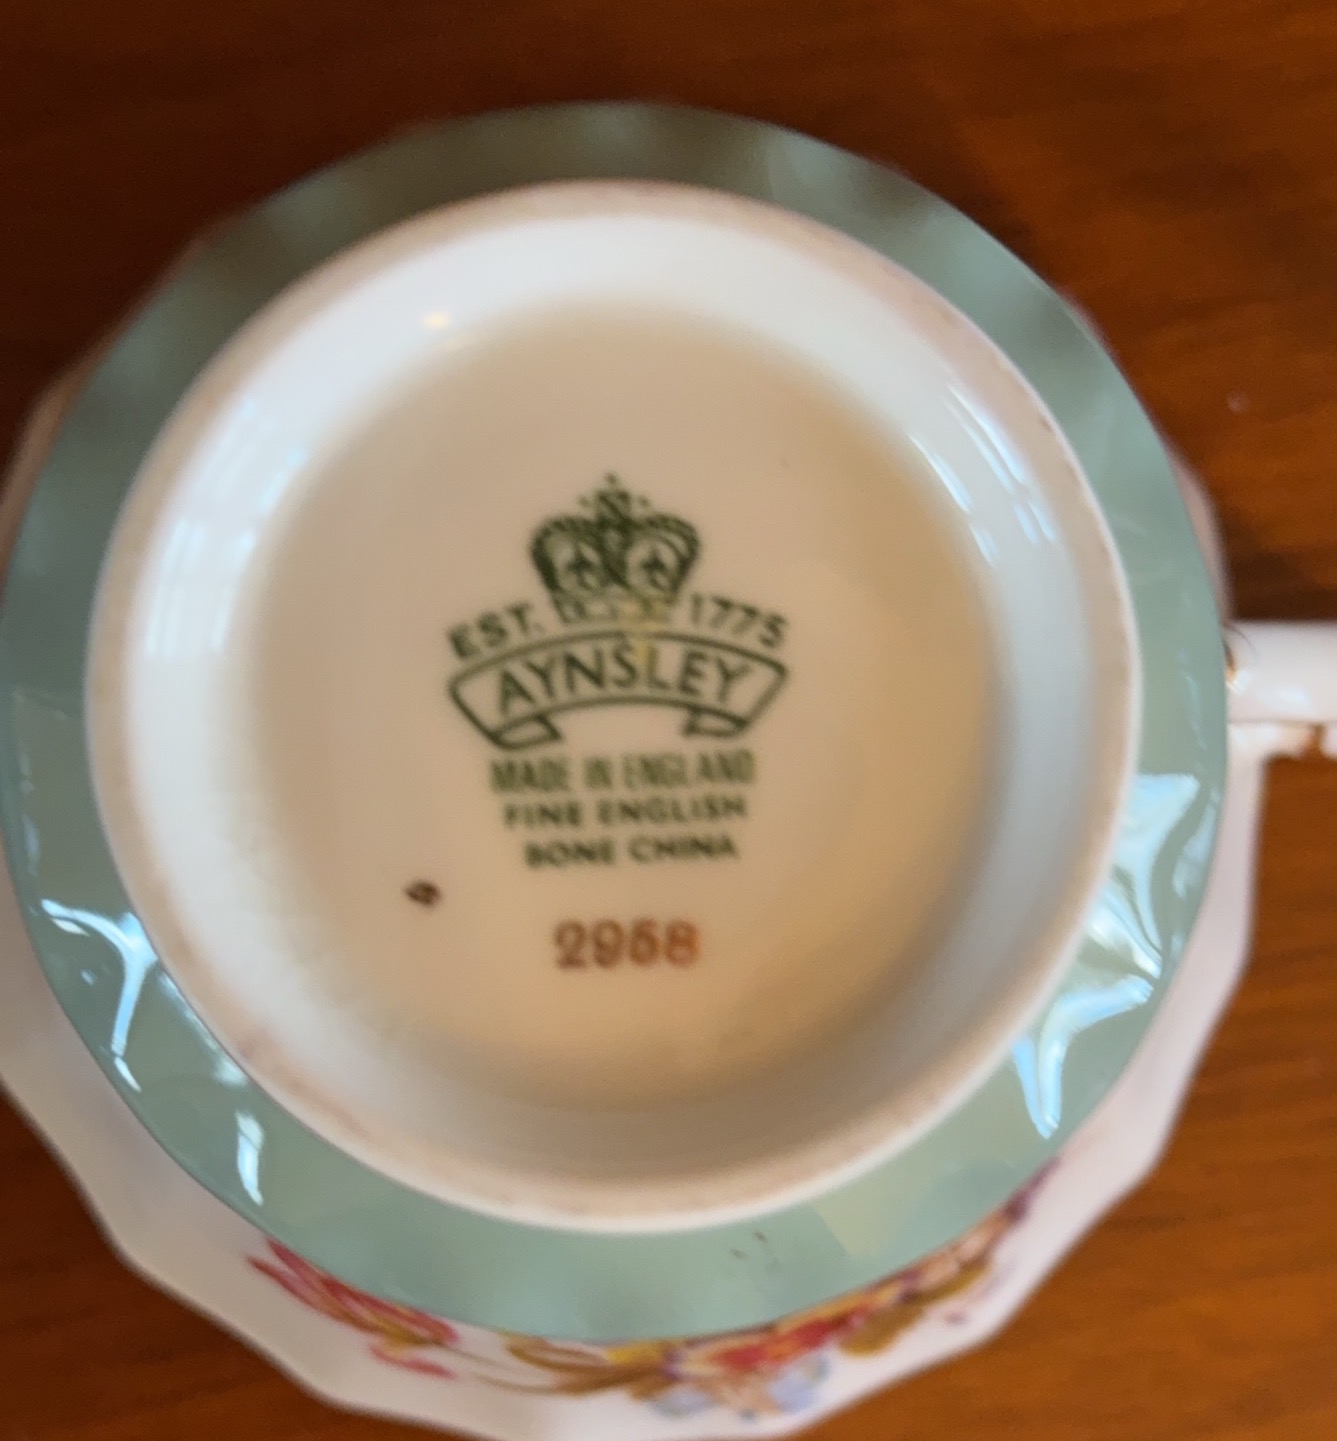 EST. 1775
AYNSLEY
MADE IN ENGLAND
FINE ENGLISH
BONE CHINA
2958